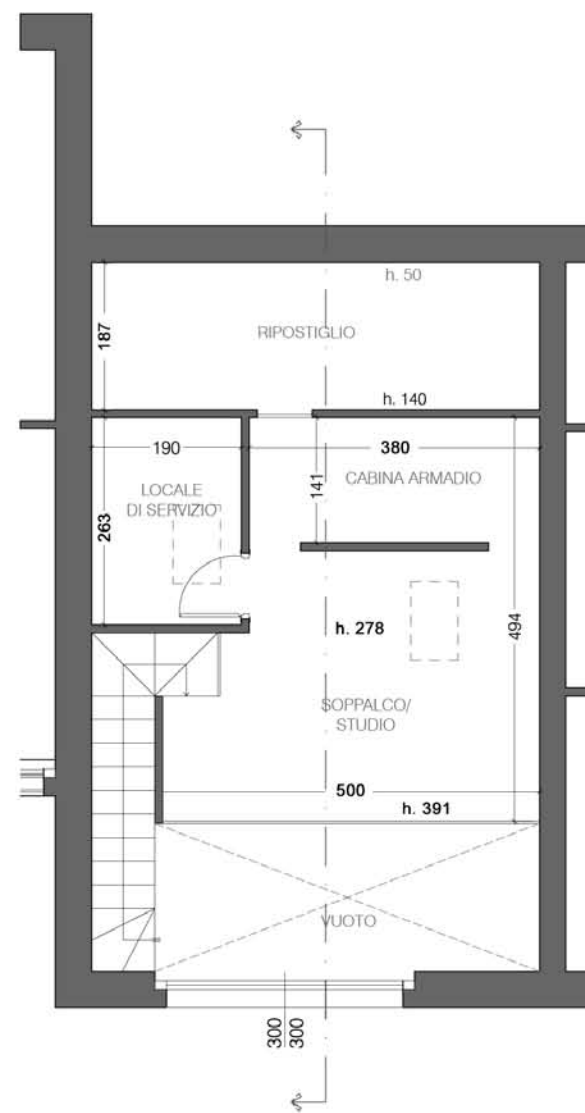 h. 50
RIPOSTIGLIO
187
h. 140
190
380
CABINA ARMADIO
141
LOCALE
DI SERVIZIO
263
h. 278
494
SOPPALCO/
STUDIO
500
h. 391
VUOTO
300
300